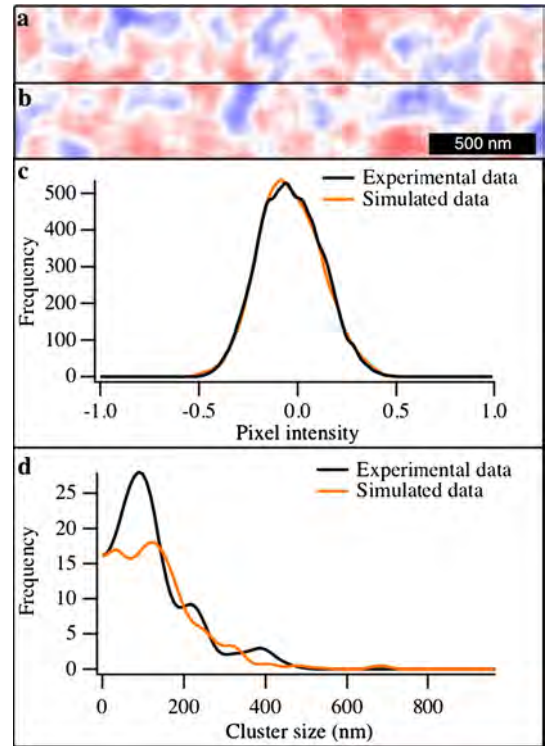 a
b
500 nm
c
Experimental data
Simulated data
500
400
300
200
100
0
Frequency
-1.0
-0.5
0.0
0.5
1.0
Pixel intensity
d
Experimental data
Simulated data
25
20
15
10
5
0
Frequency
0
200
400
600
800
Cluster size (nm)